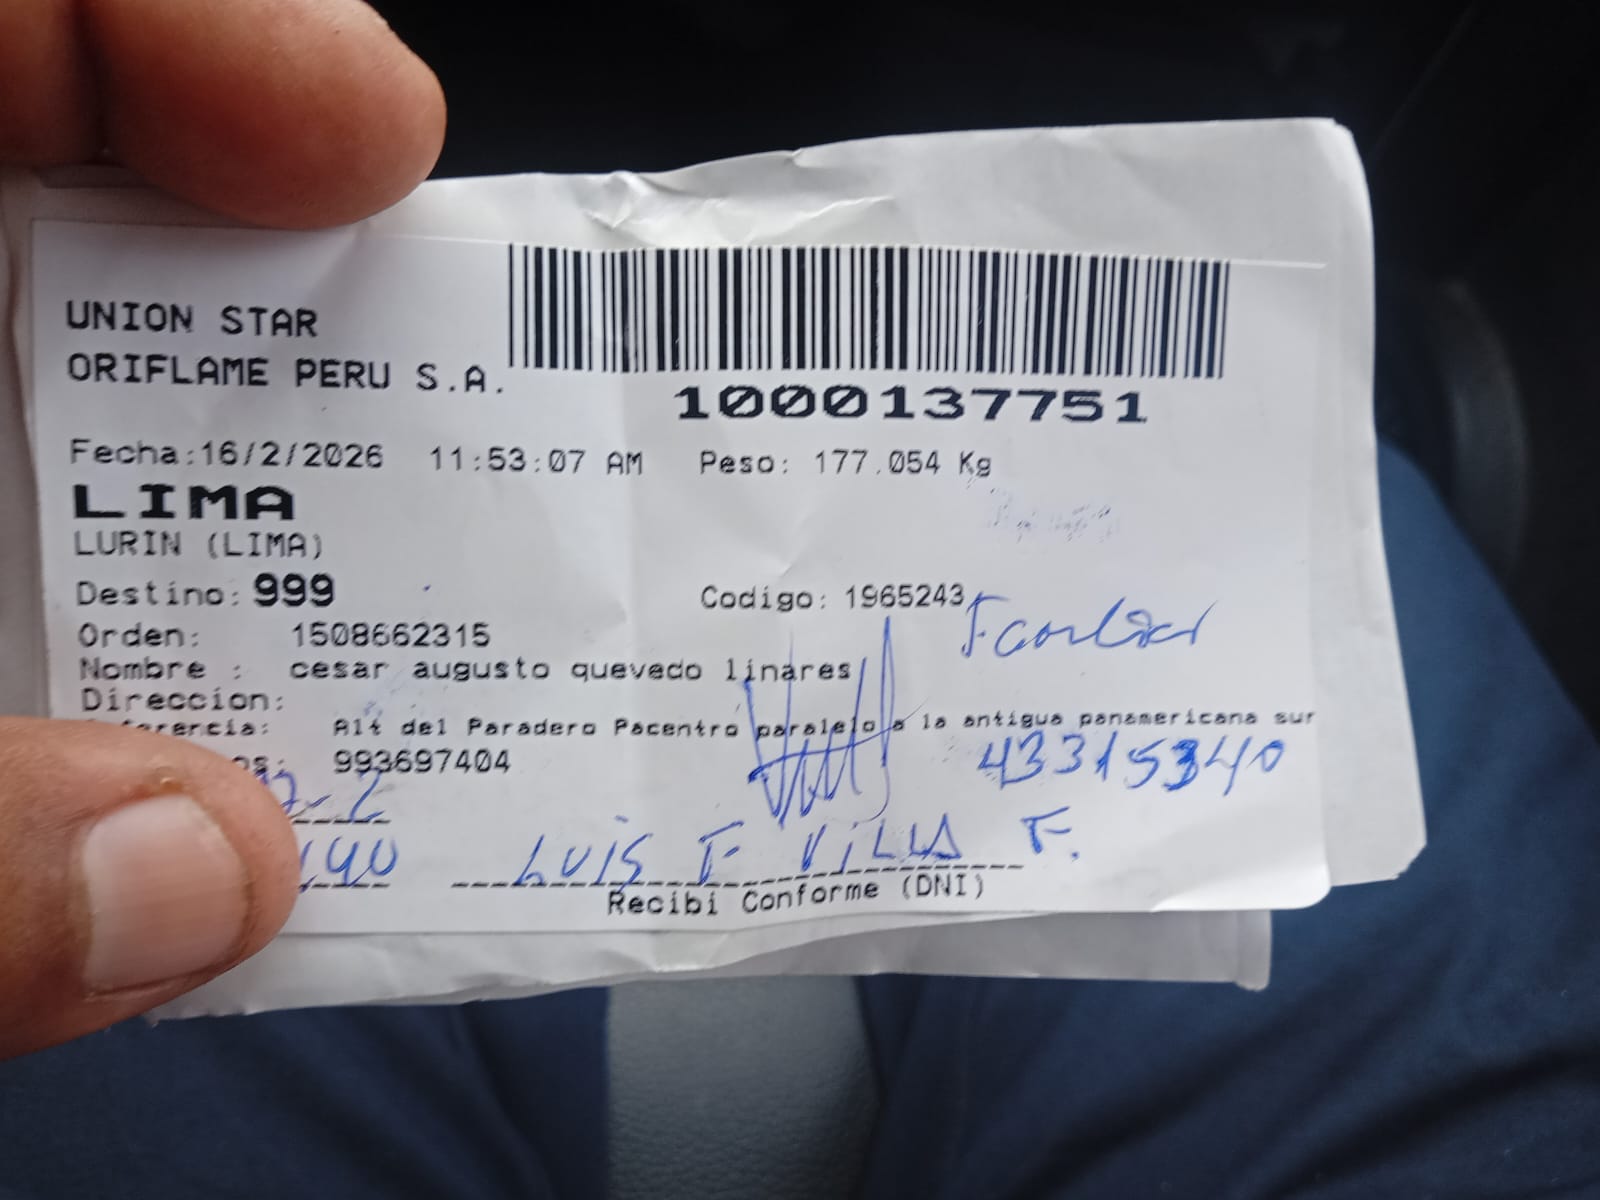 UNION STAR
ORIFLAME PERU S.A.
1000137751
Fecha:16/2/2026 11:53:07 AM Peso: 177.054 Kg
LIMA
LURIN (LIMA)
Destino: 999 Codigo: 1965243
Orden: 1508662315
Nombre : cesar augusto quevedo linares
Direccion:
erencia: Alt del Paradero Pacentro paralelo a la antigua panamericana sur
os: 993697404
43315340
LUIS F VILLA F.
Recibi Conforme (DNI)